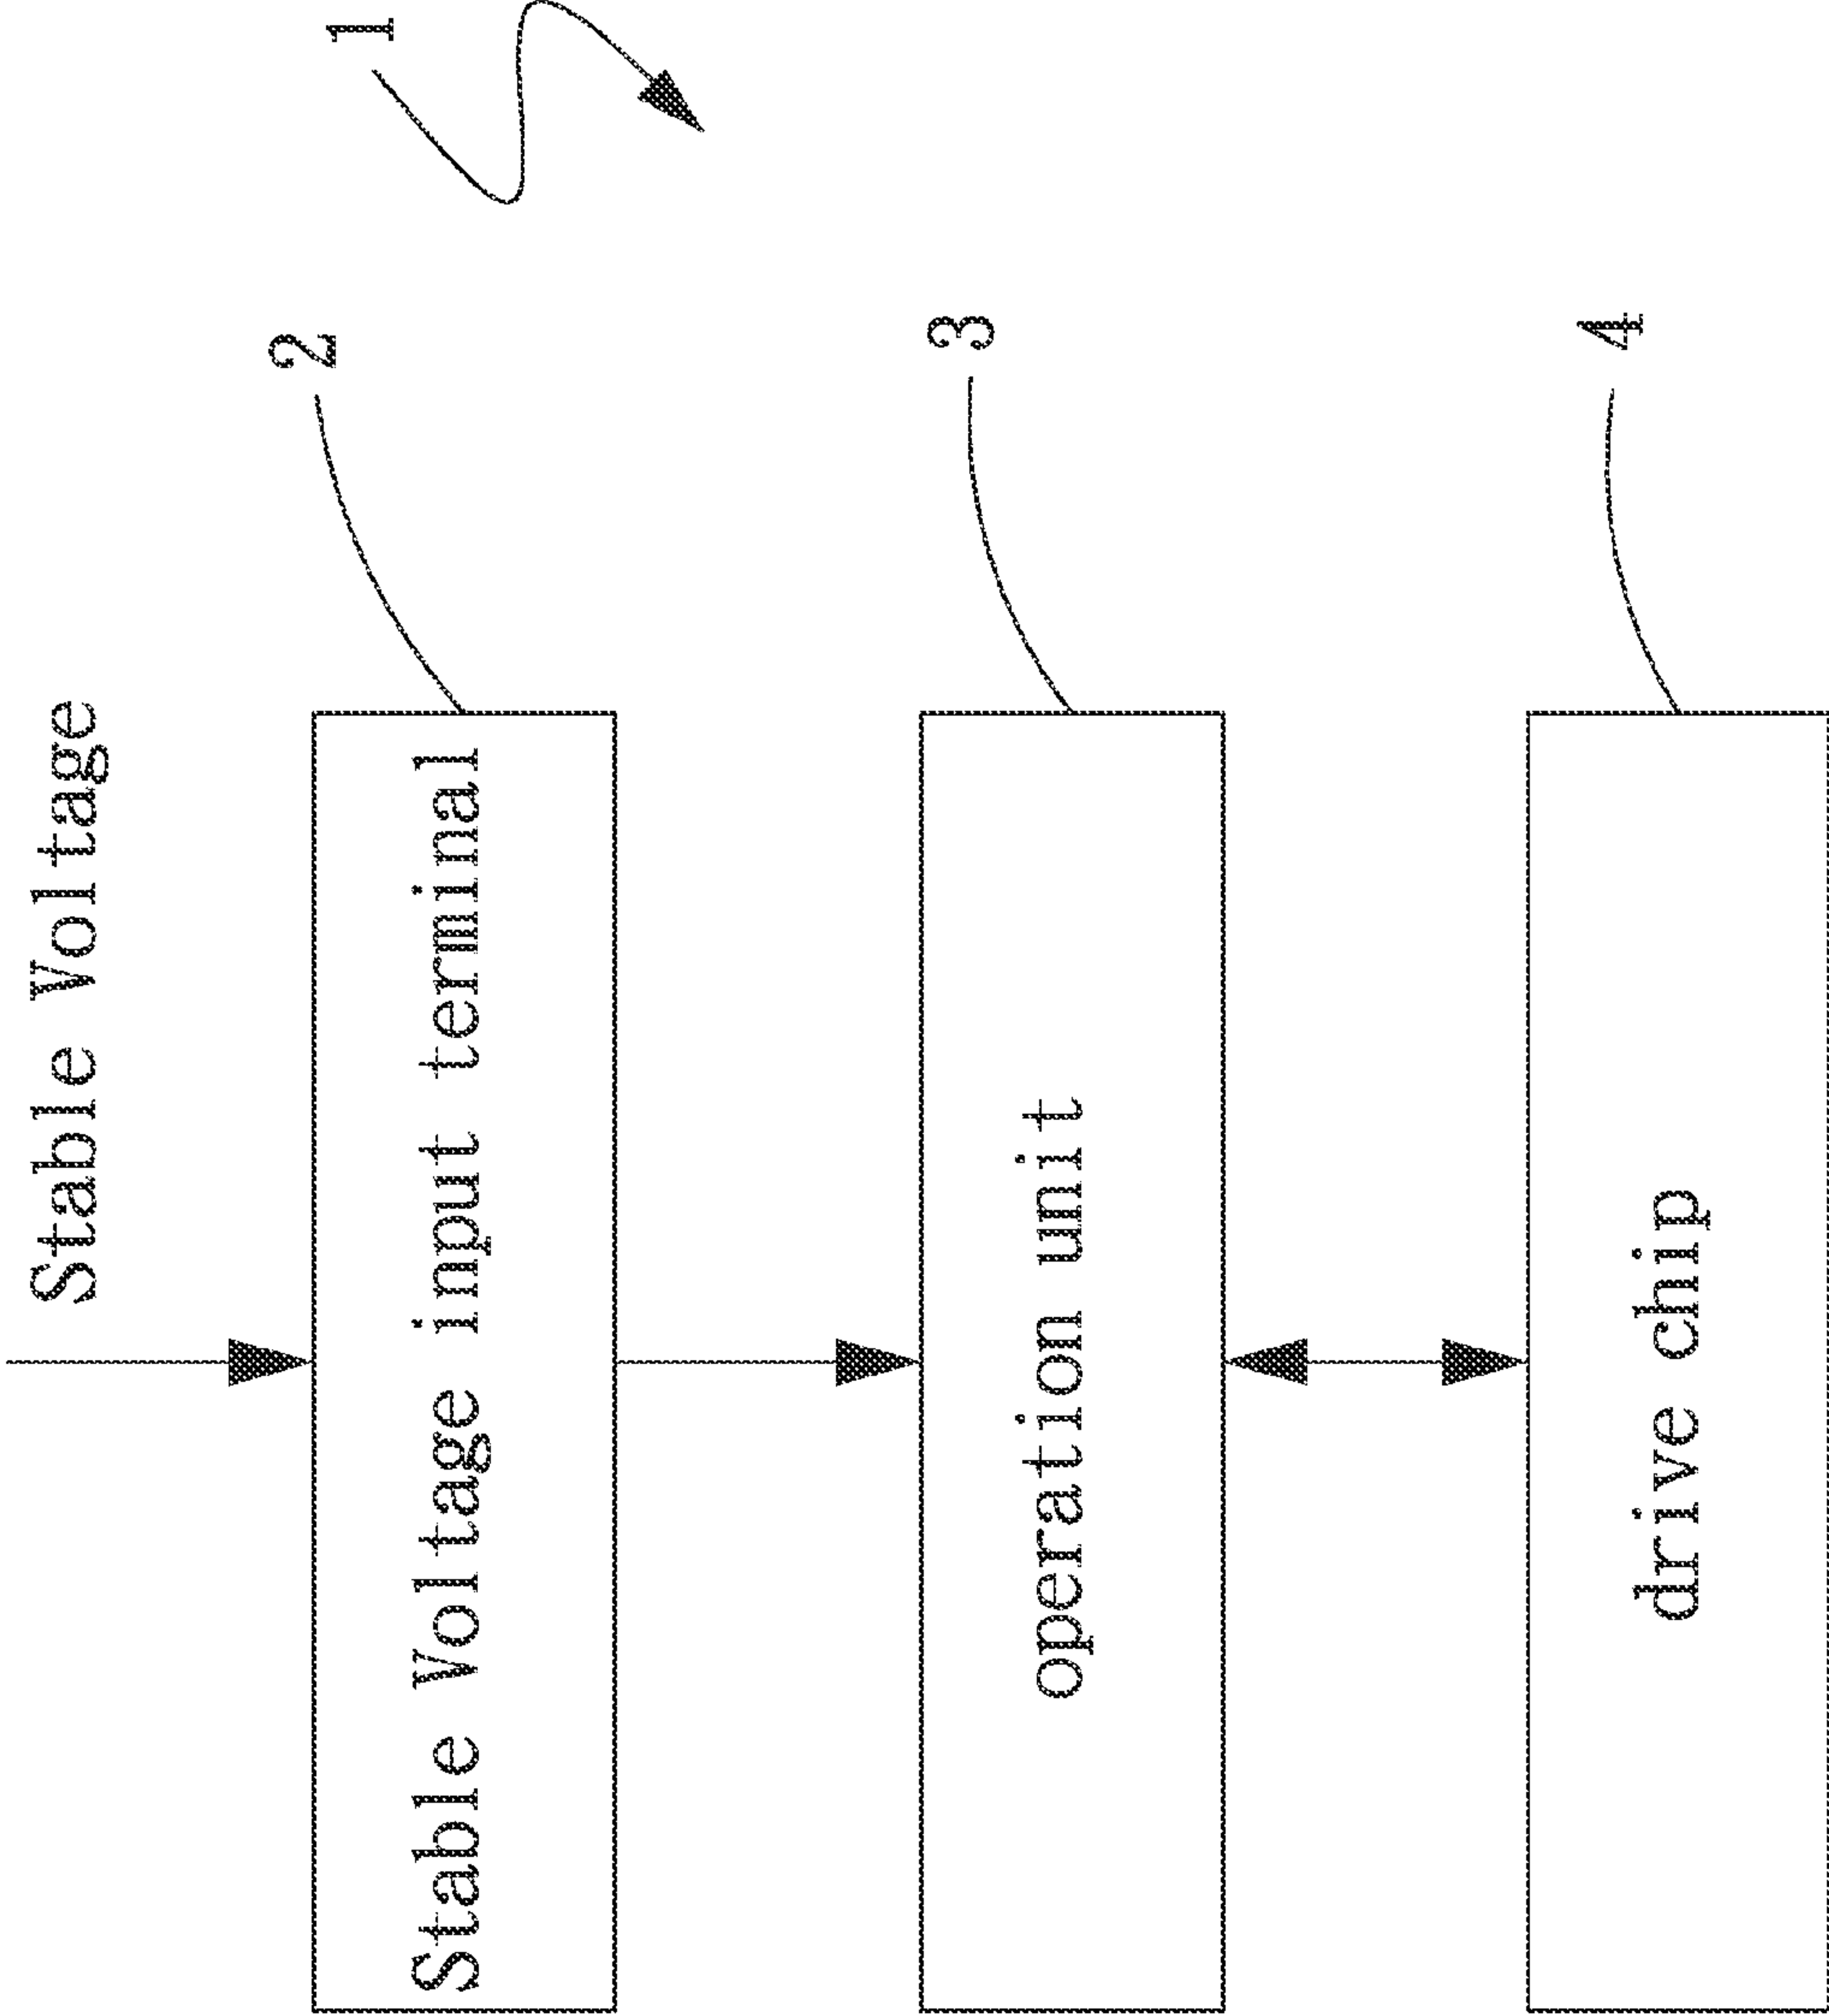 1
Stable Voltage
2
Stable Voltage input terminal
3
operation unit
4
drive chip